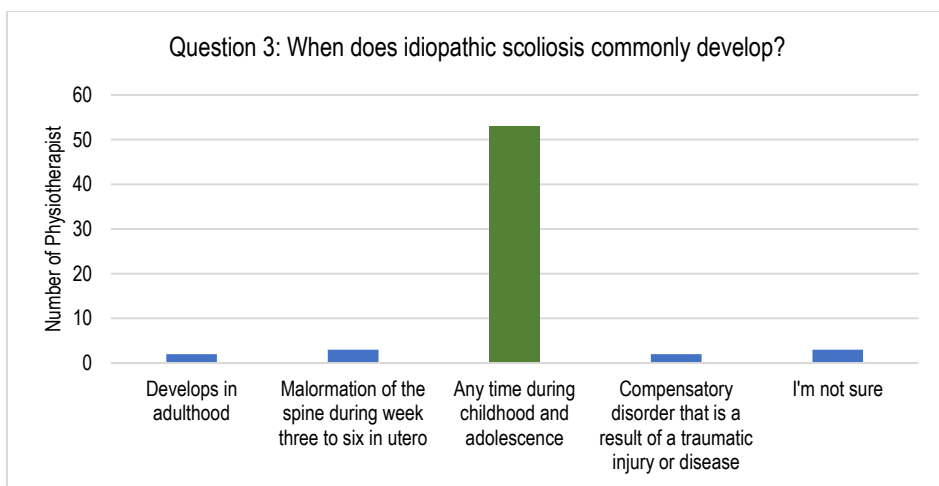 Question 3: When does idiopathic scoliosis commonly develop?
Number of Physiotherapist
60
50
40
30
20
10
0
Develops in
adulthood
Malormation of the
spine during week
three to six in utero
Any time during
childhood and
adolescence
Compensatory
disorder that is a
result of a traumatic
injury or disease
I'm not sure